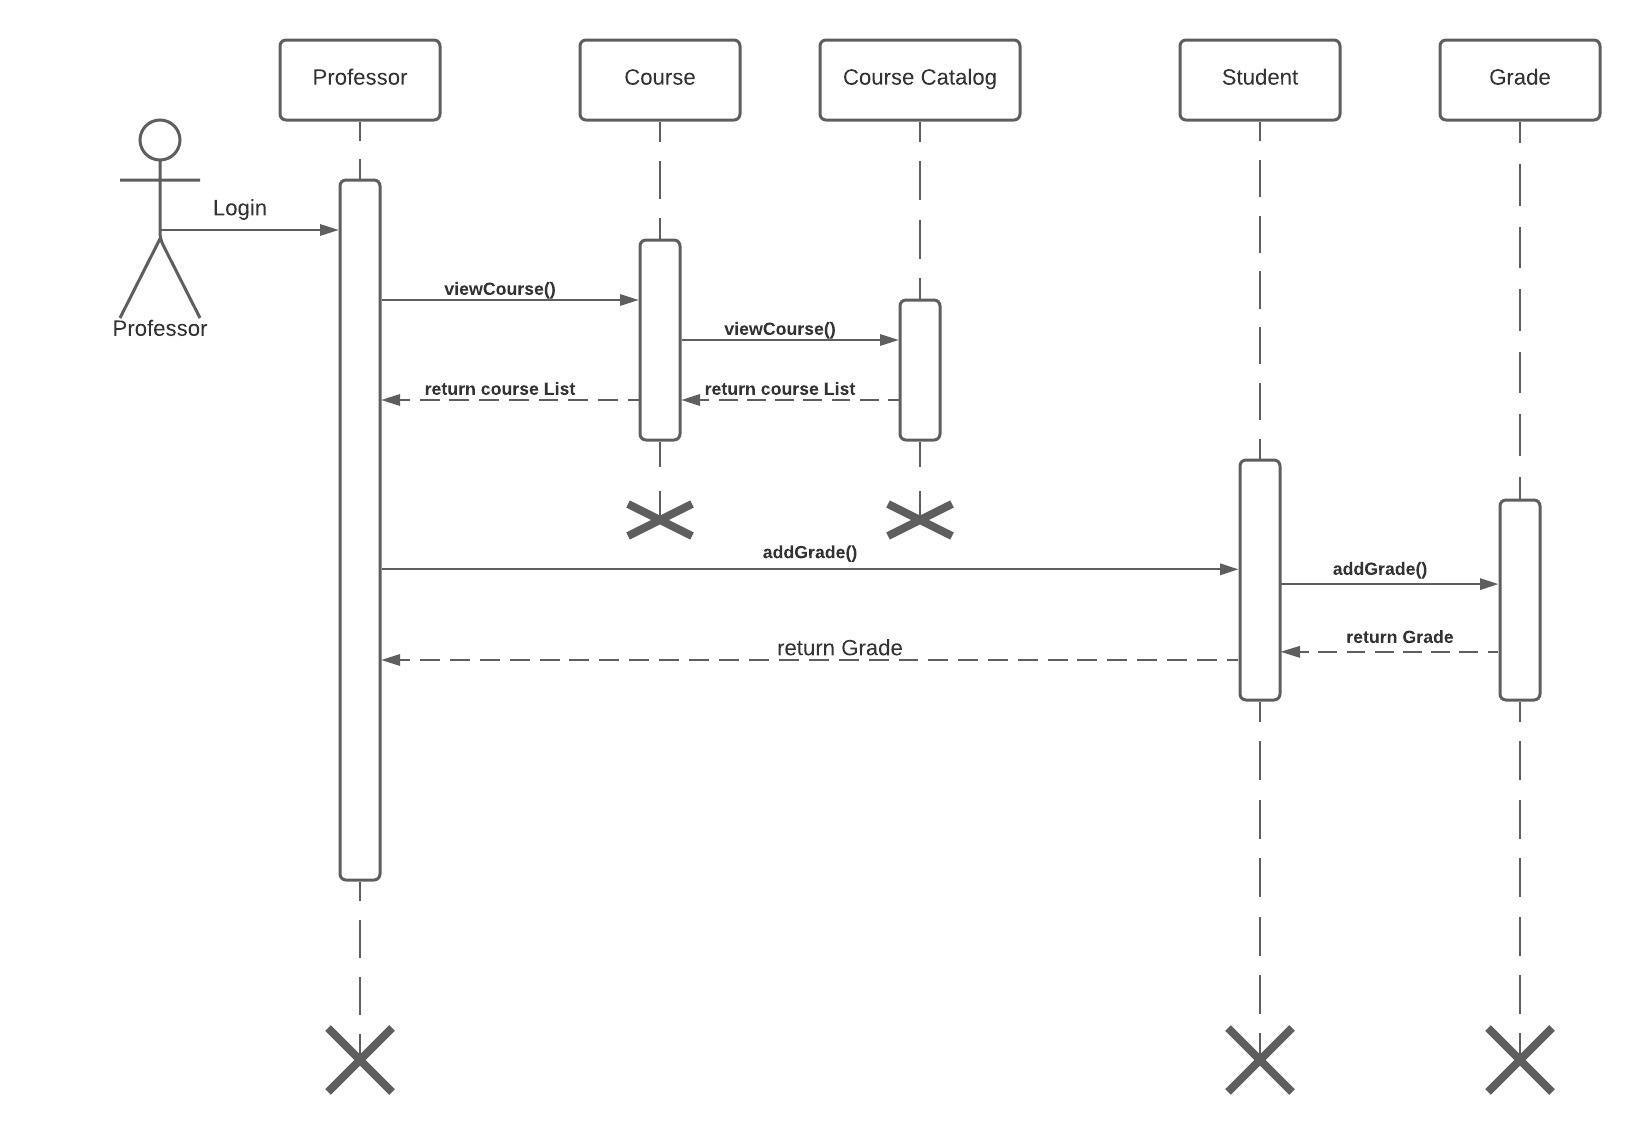 Professor
Course
Course Catalog
Student
Grade
Login
Professor
viewCourse()
viewCourse()
return course List
return course List
addGrade()
addGrade()
return Grade
return Grade